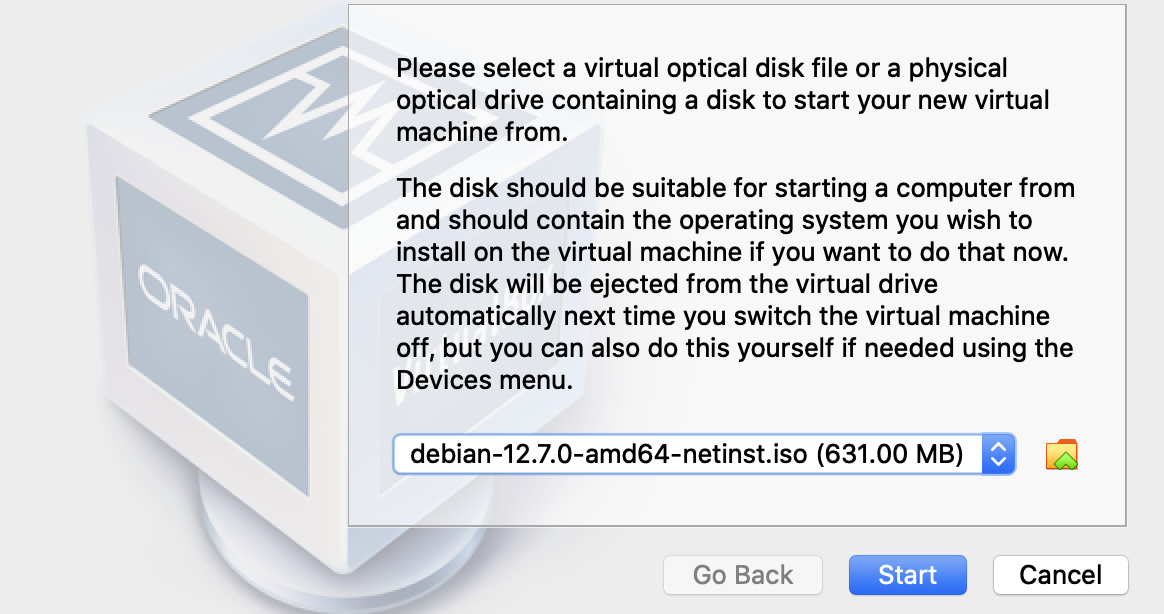 Please select a virtual optical disk file or a physical
optical drive containing a disk to start your new virtual
machine from.
The disk should be suitable for starting a computer from
and should contain the operating system you wish to
install on the virtual machine if you want to do that now.
The disk will be ejected from the virtual drive
automatically next time you switch the virtual machine
off, but you can also do this yourself if needed using the
Devices menu.
ORACLE
VirtualBox
debian-12.7.0-amd64-netinst.iso (631.00 MB)
Go Back
Start
Cancel